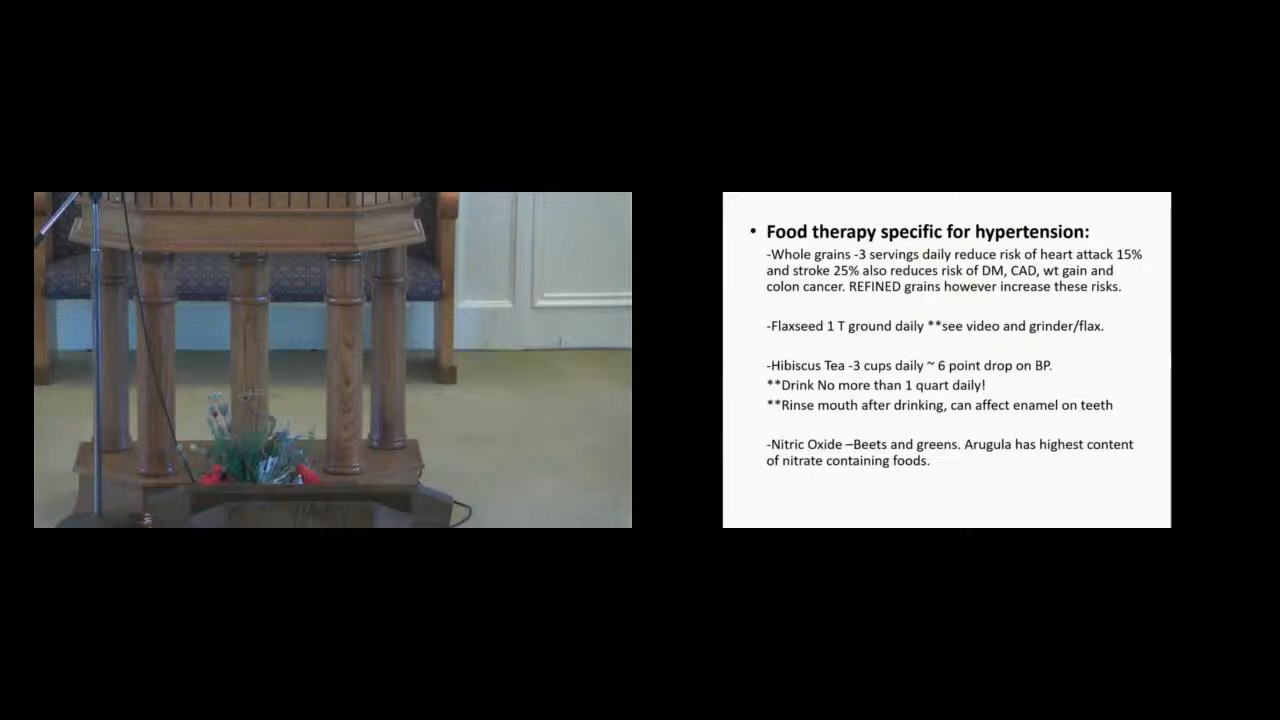 • Food therapy specific for hypertension:
-Whole grains -3 servings daily reduce risk of heart attack 15%
and stroke 25% also reduces risk of DM, CAD, wt gain and
colon cancer. REFINED grains however increase these risks.
-Flaxseed 1 T ground daily **see video and grinder/flax.
-Hibiscus Tea -3 cups daily ~ 6 point drop on BP.
**Drink No more than 1 quart daily!
**Rinse mouth after drinking, can affect enamel on teeth
-Nitric Oxide –Beets and greens. Arugula has highest content
of nitrate containing foods.